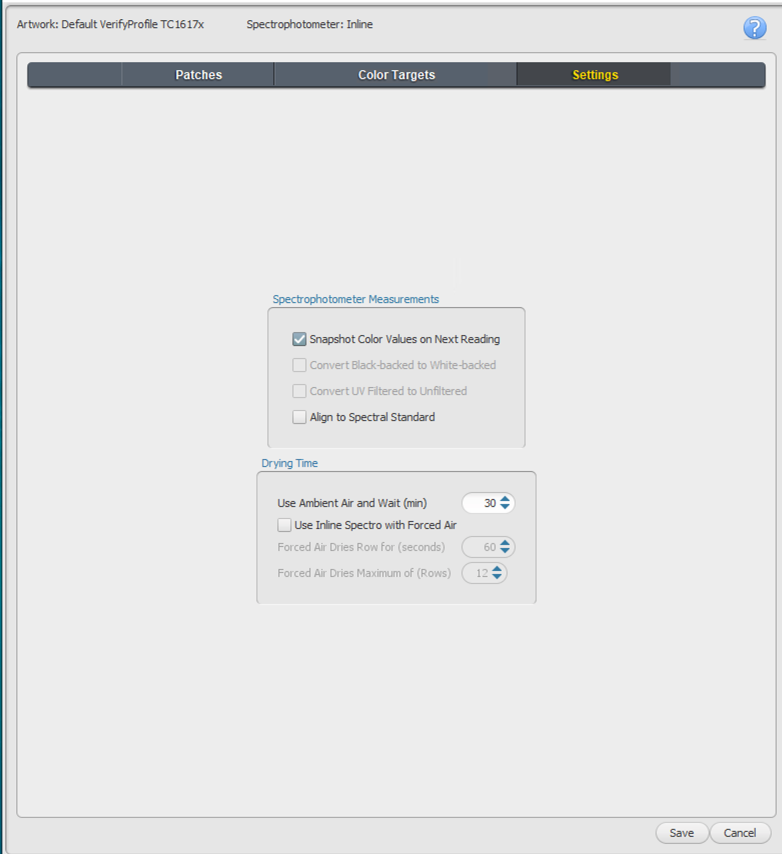 Artwork: Default VerifyProfile TC1617x Spectrophotometer: Inline ?
Patches Color Targets Settings
Spectrophotometer Measurements
Snapshot Color Values on Next Reading
Convert Black-backed to White-backed
Convert UV Filtered to Unfiltered
Align to Spectral Standard
Drying Time
Use Ambient Air and Wait (min) 30
Use Inline Spectro with Forced Air
Forced Air Dries Row for (seconds) 60
Forced Air Dries Maximum of (Rows) 12
Save Cancel